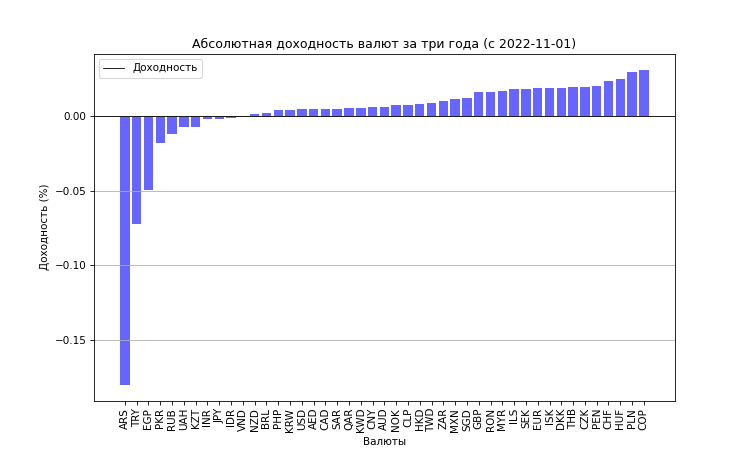 Абсолютная доходность валют за три года (с 2022-11-01)
Доходность
0.00
−0.05
−0.10
−0.15
Доходность (%)
ARS
TRY
EGP
PKR
RUB
UAH
KZT
INR
JPY
IDR
VND
NZD
BRL
PHP
KRW
USD
AED
CAD
SAR
QAR
KWD
CNY
AUD
NOK
CLP
HKD
TWD
ZAR
MXN
SGD
GBP
RON
MYR
ILS
SEK
EUR
ISK
DKK
THB
CZK
PEN
CHF
HUF
PLN
COP
Валюты